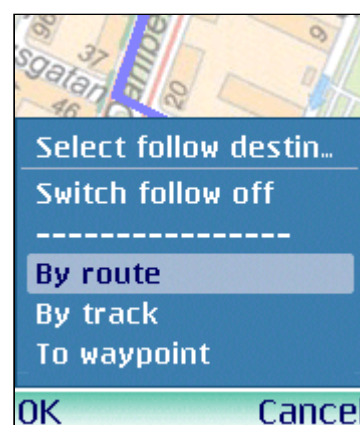 96
37
sgatan
46
20
9
Select follow destin…
Switch follow off
----------------
By route
By track
To waypoint
OK Cance